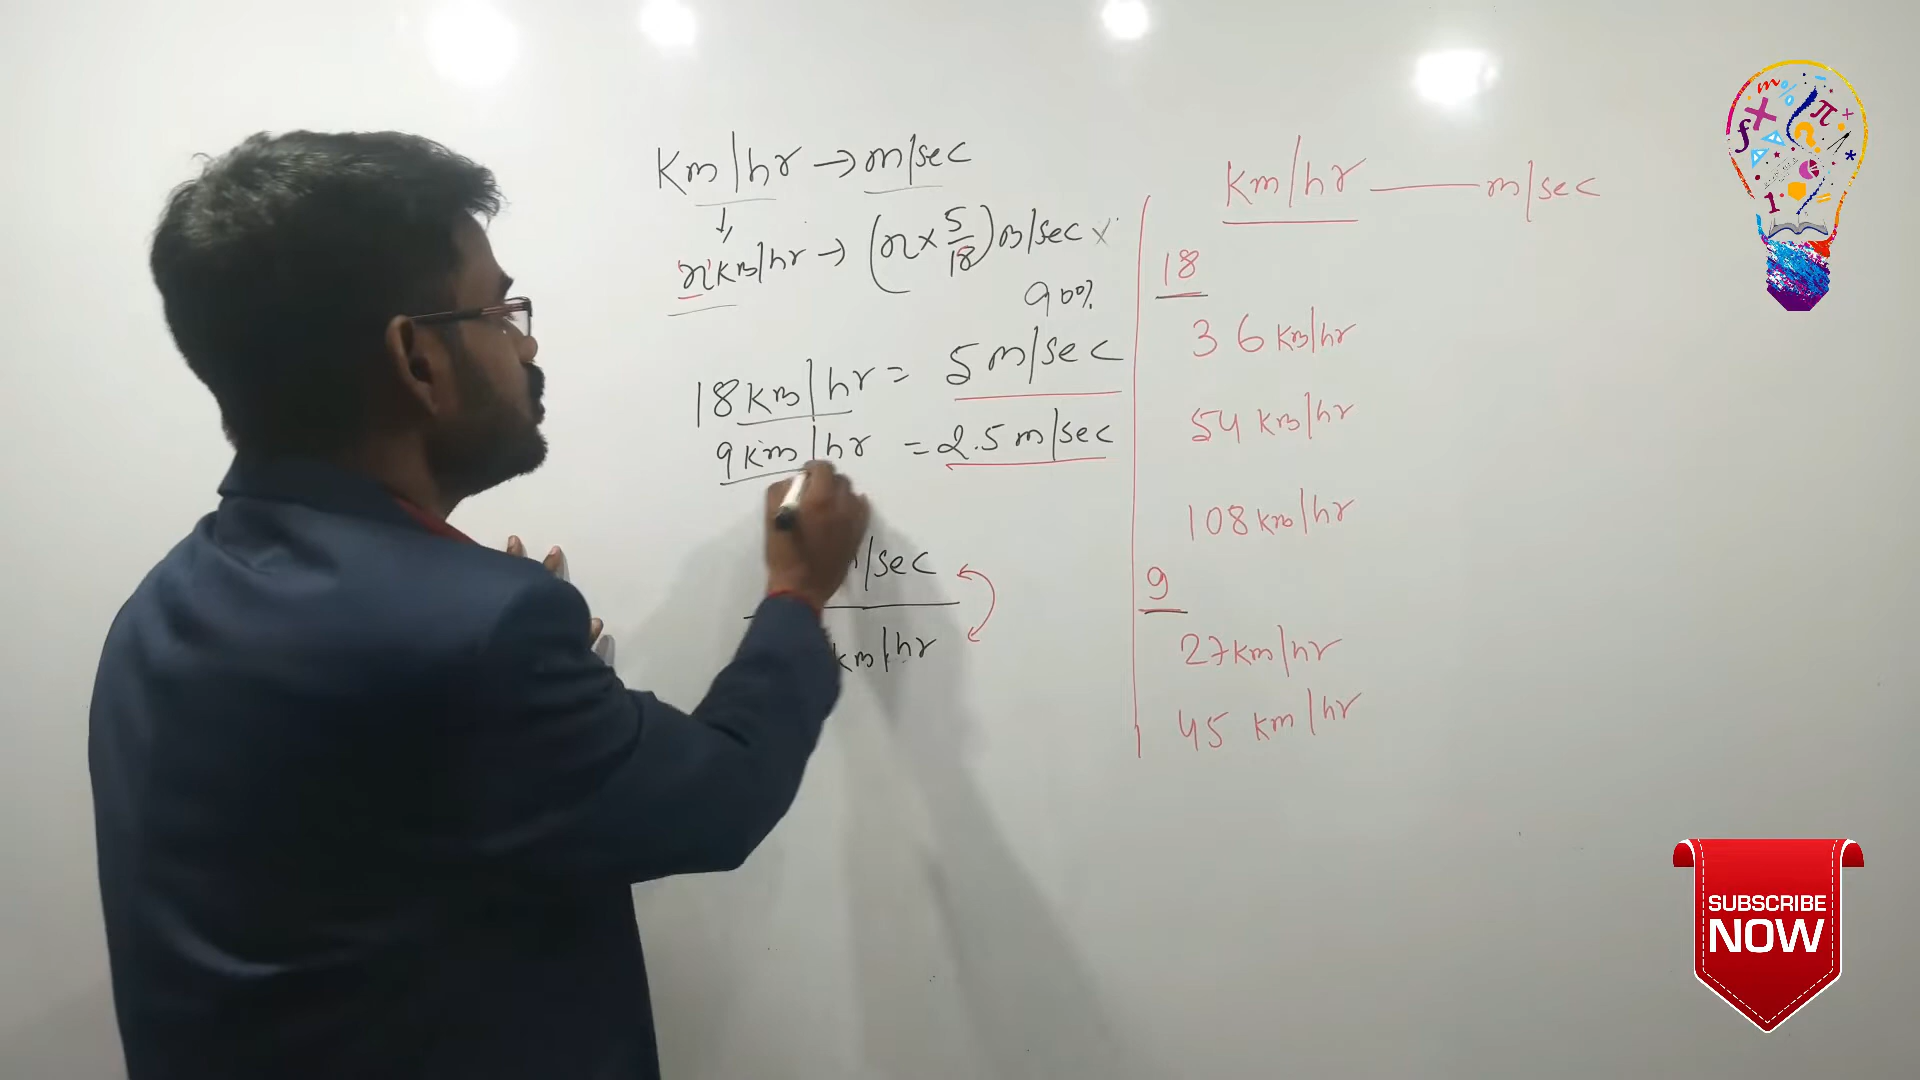 Km/hr → m/sec
x km/hr → (x × 5/18) m/sec ×
90%
18 km/hr = 5 m/sec
9 km/hr = 2.5 m/sec
/sec
km/hr
Km/hr — m/sec
18
36 km/hr
54 km/hr
108 km/hr
9
27 km/hr
45 km/hr
SUBSCRIBE
NOW